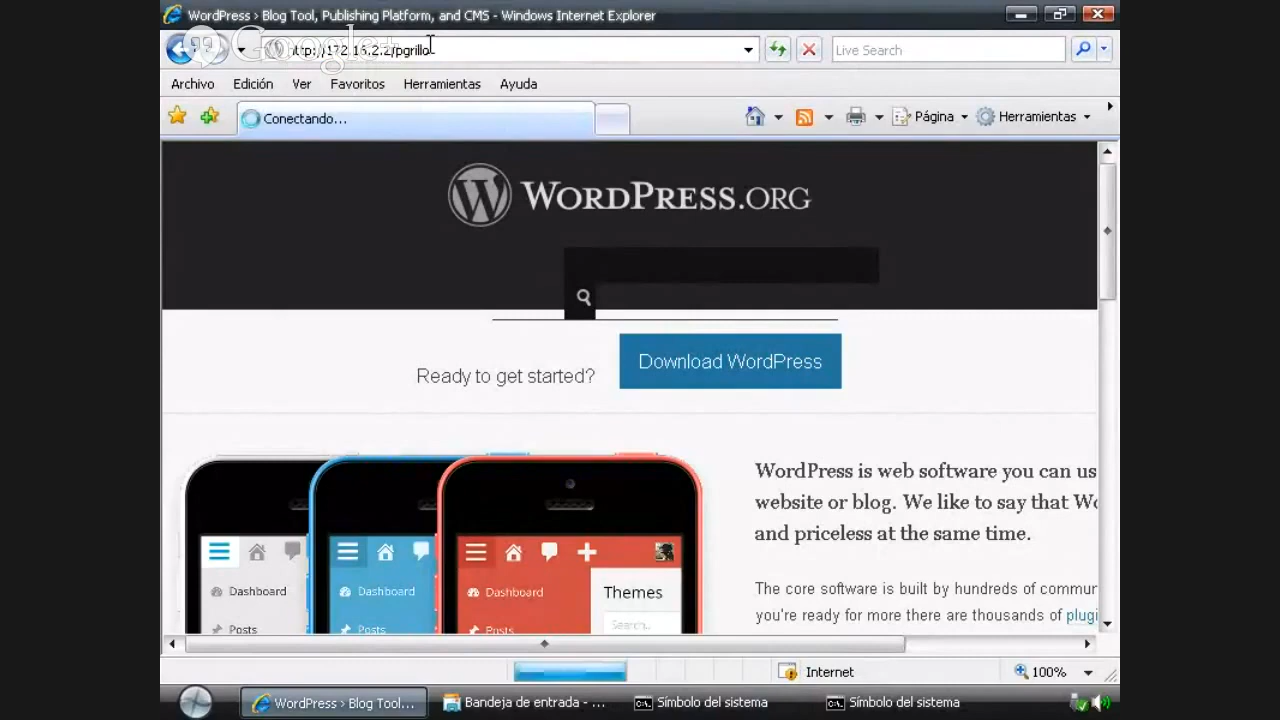 WordPress › Blog Tool, Publishing Platform, and CMS - Windows Internet Explorer
Google
http://172.16.2.2/pgrillo
Live Search
Archivo Edición Ver Favoritos Herramientas Ayuda
Conectando...
Página
Herramientas
WORDPRESS.ORG
Ready to get started?
Download WordPress
WordPress is web software you can us
website or blog. We like to say that Wo
and priceless at the same time.
Dashboard
Dashboard
Dashboard
Themes
Posts
Posts
Posts
Search...
The core software is built by hundreds of commun
you're ready for more there are thousands of plugi
Internet
100%
WordPress › Blog Tool...
Bandeja de entrada - ...
Símbolo del sistema
Símbolo del sistema